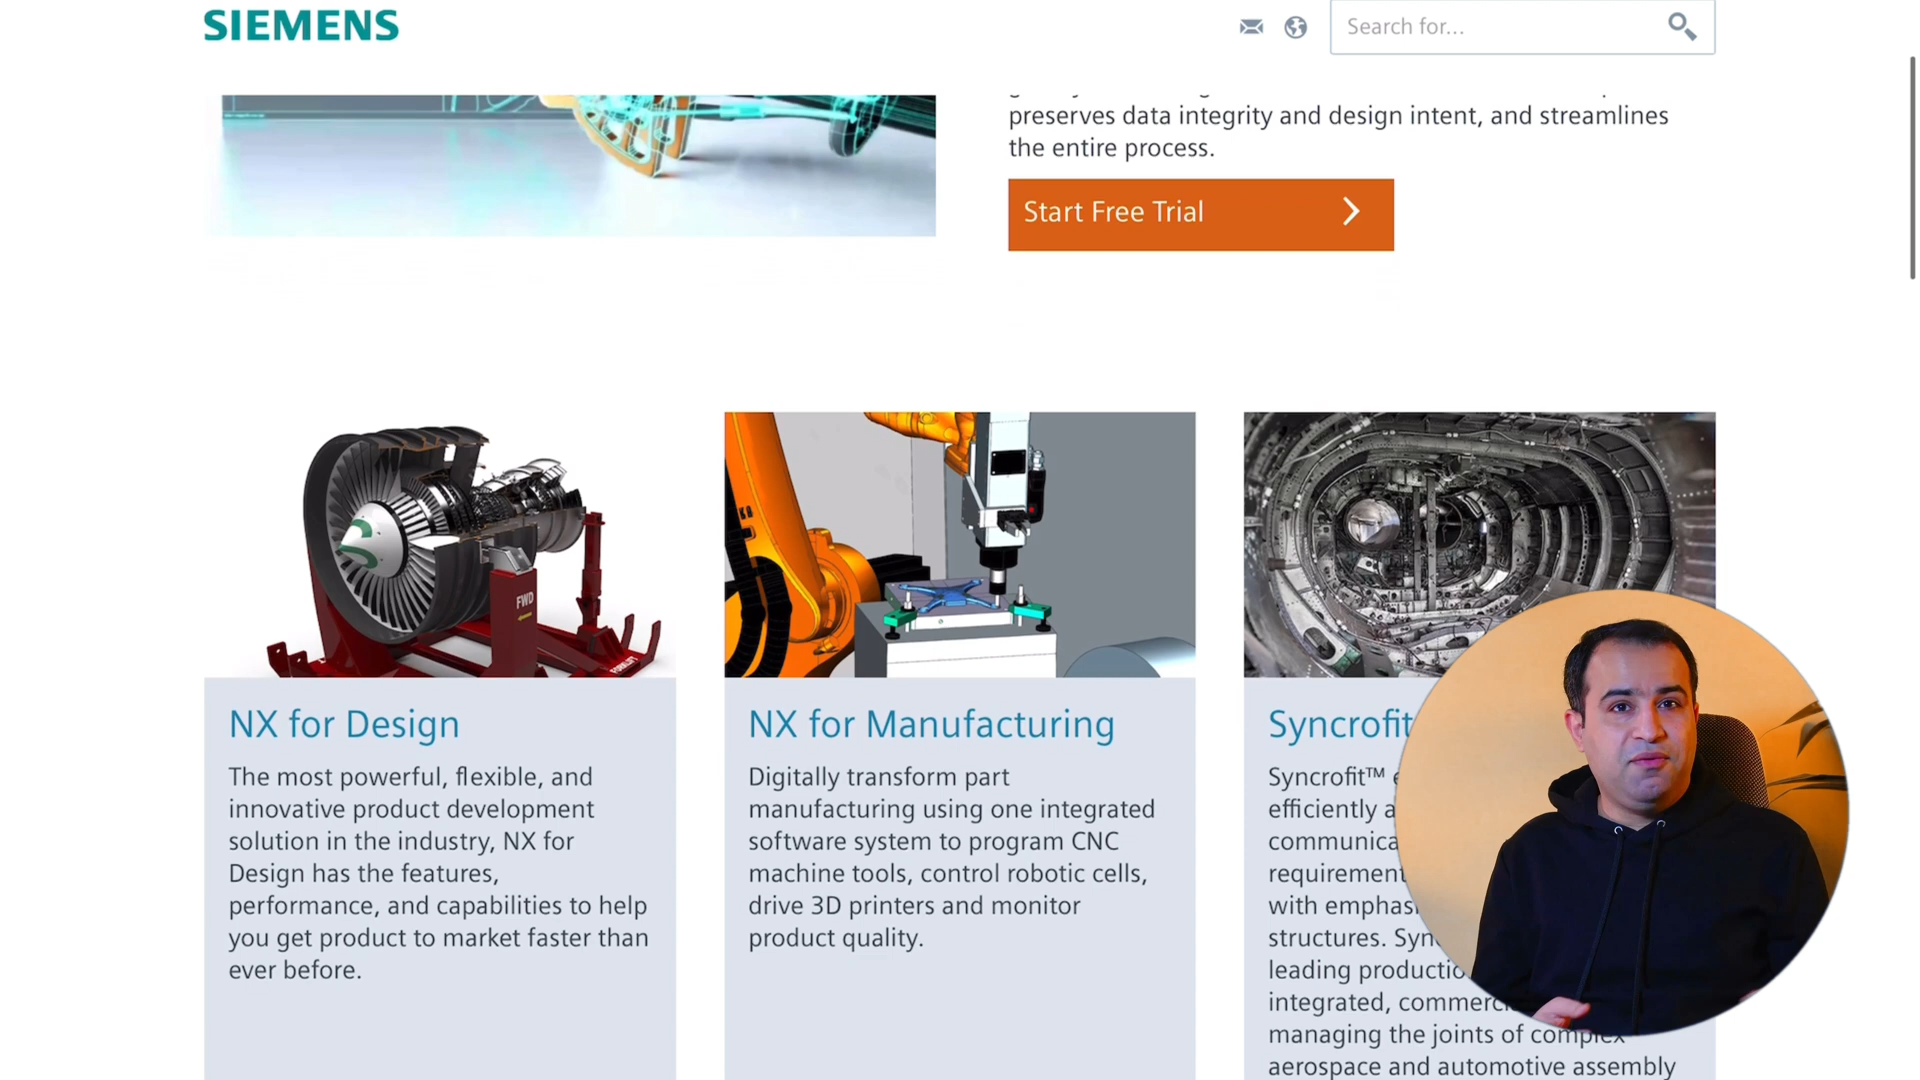 SIEMENS
Search for...
preserves data integrity and design intent, and streamlines
the entire process.
Start Free Trial
FWD
NX for Design
The most powerful, flexible, and
innovative product development
solution in the industry, NX for
Design has the features,
performance, and capabilities to help
you get product to market faster than
ever before.
NX for Manufacturing
Digitally transform part
manufacturing using one integrated
software system to program CNC
machine tools, control robotic cells,
drive 3D printers and monitor
product quality.
Syncrofit
Syncrofit™
efficiently
communica
requirement
with emphas
structures. Syn
leading productio
integrated, commerc
managing the joints of complex
aerospace and automotive assembly